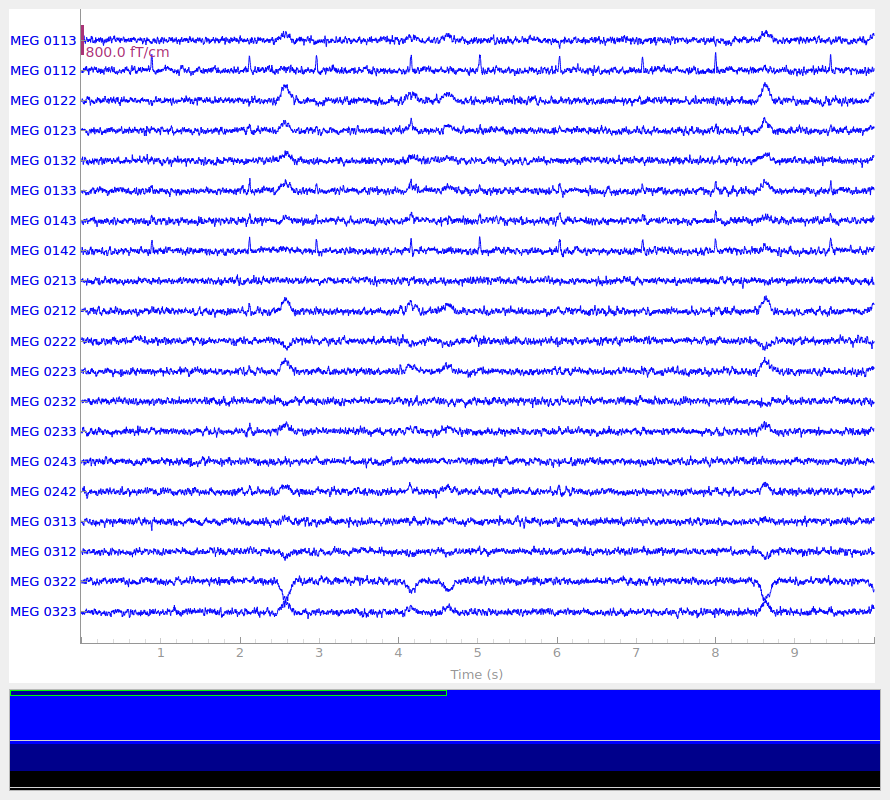 MEG 0113
800.0 fT/cm
MEG 0112
MEG 0122
MEG 0123
MEG 0132
MEG 0133
MEG 0143
MEG 0142
MEG 0213
MEG 0212
MEG 0222
MEG 0223
MEG 0232
MEG 0233
MEG 0243
MEG 0242
MEG 0313
MEG 0312
MEG 0322
MEG 0323
1 2 3 4 5 6 7 8 9
Time (s)